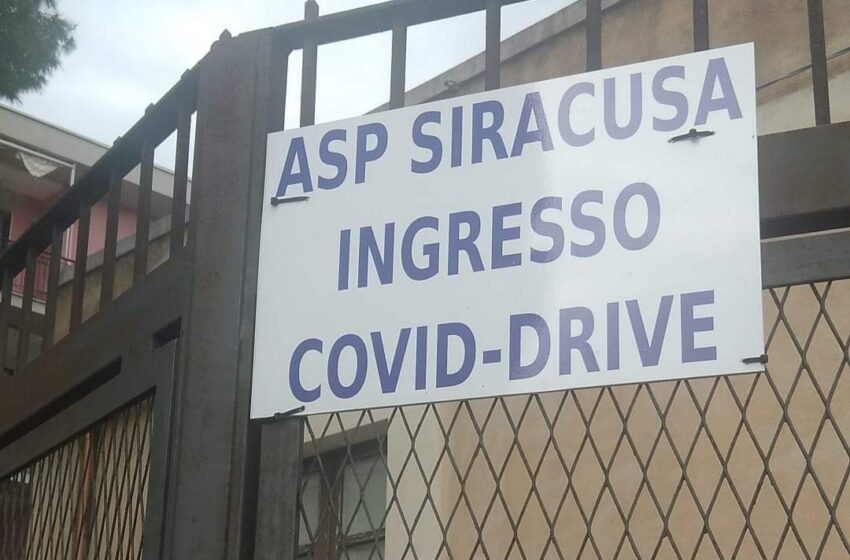 ASP SIRACUSA
INGRESSO
COVID-DRIVE